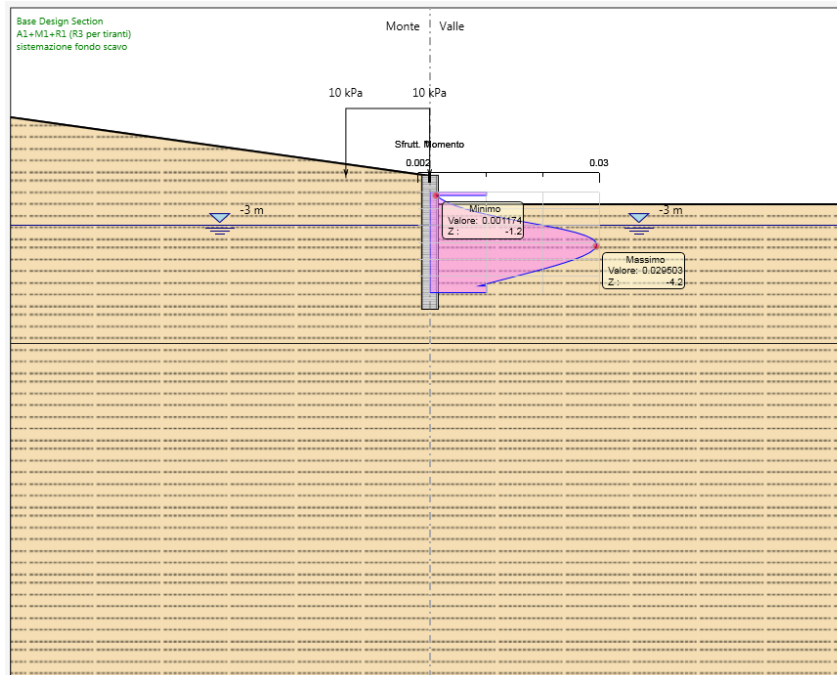 Base Design Section
A1+M1+R1 (R3 per tiranti)
sistemazione fondo scavo
Monte
Valle
10 kPa
10 kPa
Sfrutt. Momento
0.002
0.03
-3 m
-3 m
Minimo
Valore: 0.001174
Z : -1.2
Massimo
Valore: 0.029503
Z : -4.2